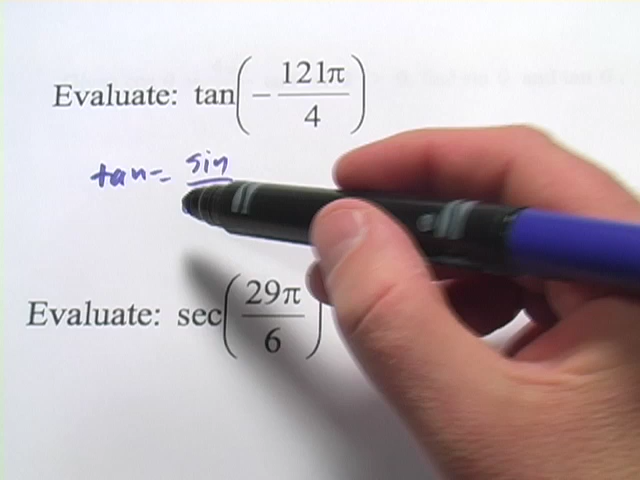 Evaluate: tan(-121π/4)
tan = sin
Evaluate: sec(29π/6)